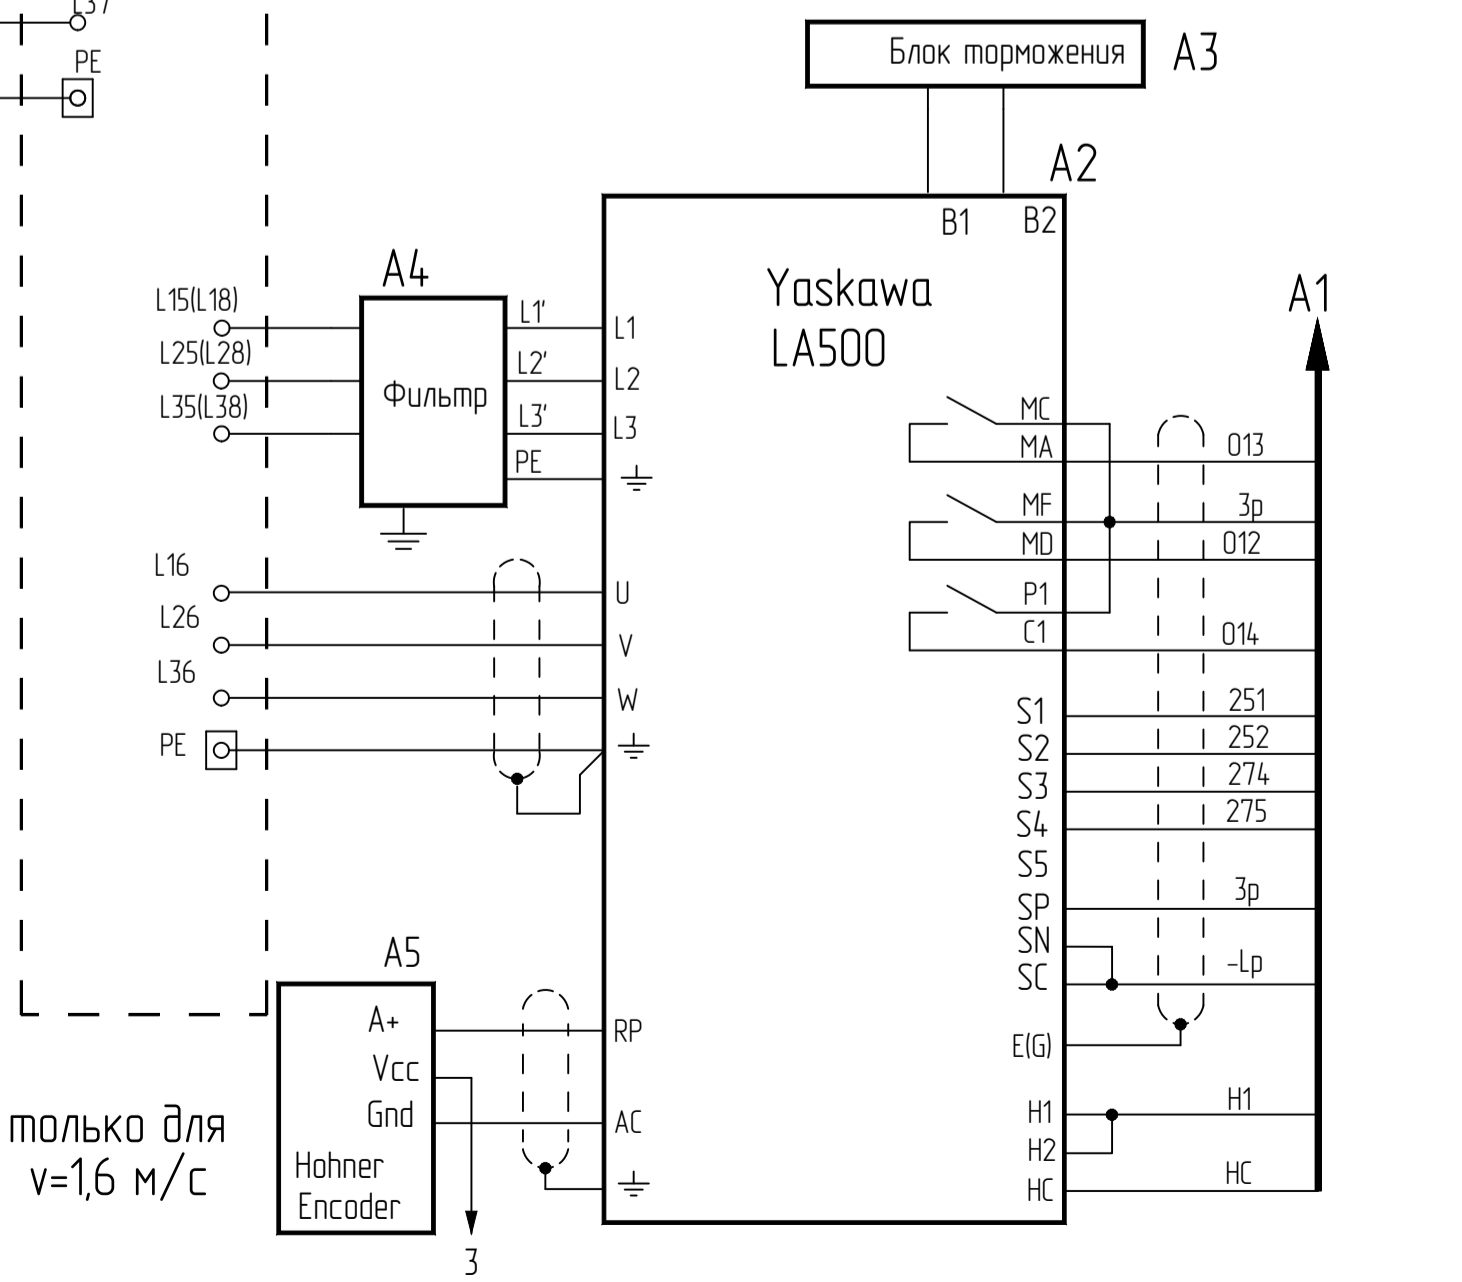 L37
PE
Блок торможения
A3
A2
B1
B2
Yaskawa
LA500
A4
L15(L18)
L25(L28)
L35(L38)
Фильтр
L1'
L2'
L3'
PE
L1
L2
L3
A1
MC
MA
MF
MD
P1
C1
013
3p
012
014
L16
L26
L36
PE
U
V
W
S1
S2
S3
S4
S5
SP
SN
SC
E(G)
H1
H2
HC
251
252
274
275
3p
-Lp
H1
HC
A5
A+
Vcc
Gnd
Hohner
Encoder
RP
AC
3
только для
v=1,6 м/с